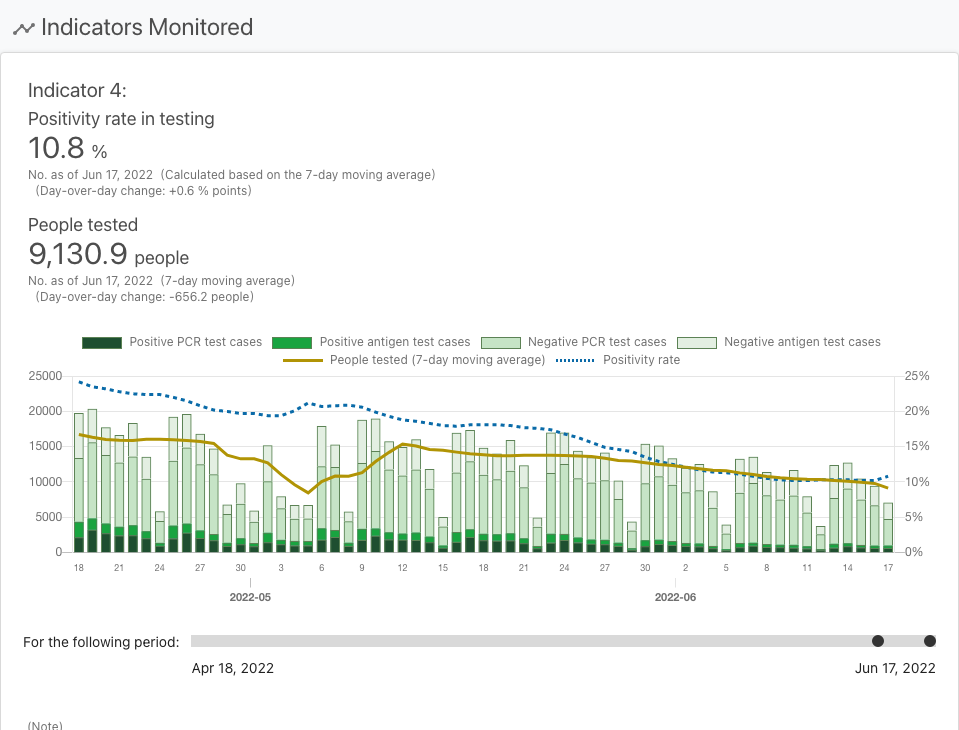 Indicators Monitored
Indicator 4:
Positivity rate in testing
10.8 %
No. as of Jun 17, 2022 (Calculated based on the 7-day moving average)
(Day-over-day change: +0.6 % points)
People tested
9,130.9 people
No. as of Jun 17, 2022 (7-day moving average)
(Day-over-day change: -656.2 people)
Positive PCR test cases Positive antigen test cases Negative PCR test cases Negative antigen test cases
People tested (7-day moving average) Positivity rate
25000 25%
20000 20%
15000 15%
10000 10%
5000 5%
0 0%
18 21 24 27 30 3 6 9 12 15 18 21 24 27 30 2 5 8 11 14 17
2022-05 2022-06
For the following period:
Apr 18, 2022 Jun 17, 2022
(Note)